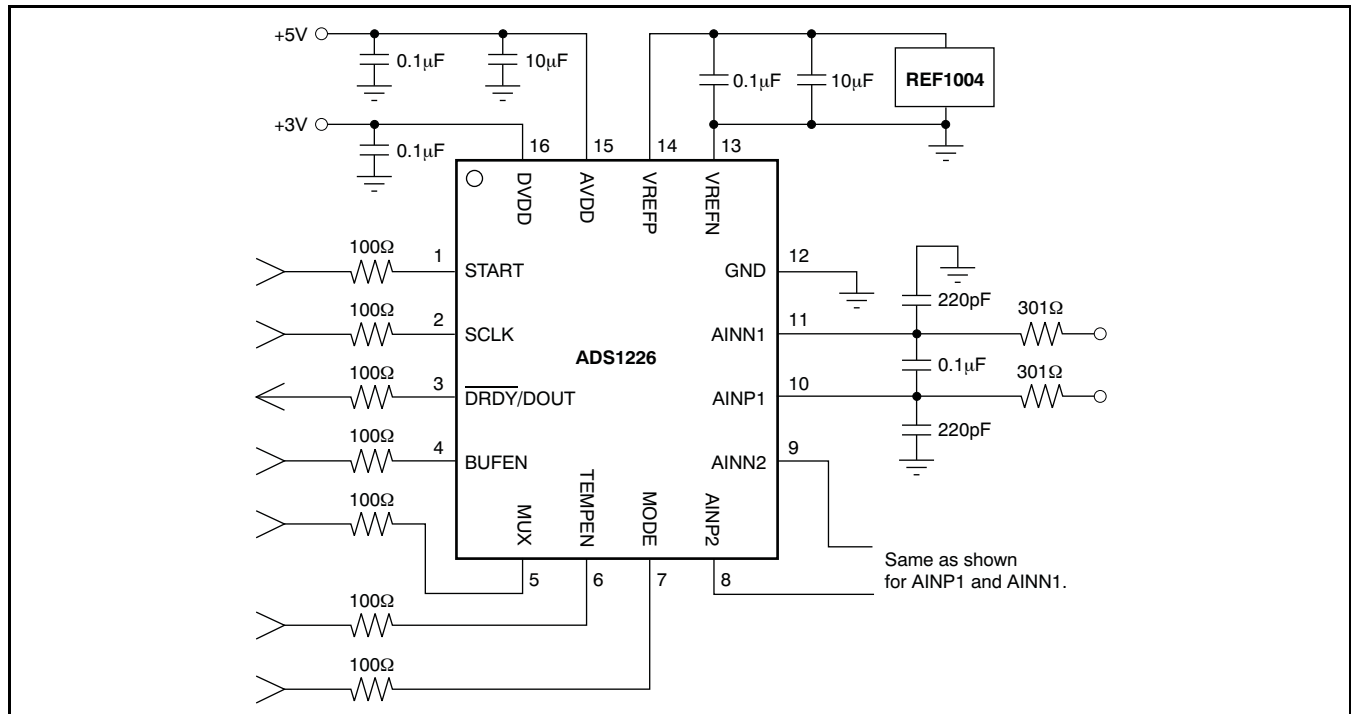 +5V
0.1µF
10µF
0.1µF
10µF
REF1004
+3V
0.1µF
16
15
14
13
DVDD
AVDD
VREFP
VREFN
100Ω
1
START
GND
12
220pF
100Ω
2
SCLK
AINN1
11
301Ω
ADS1226
0.1µF
100Ω
3
DRDY/DOUT
AINP1
10
301Ω
220pF
100Ω
4
BUFEN
AINN2
9
100Ω
MUX
TEMPEN
MODE
AINP2
5
6
7
8
Same as shown
for AINP1 and AINN1.
100Ω
100Ω